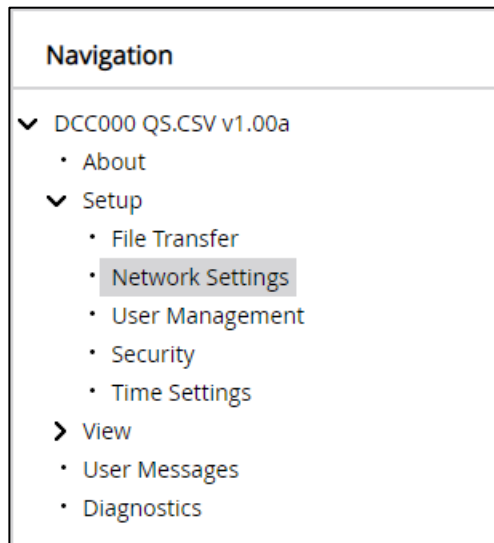 Navigation
DCC000 QS.CSV v1.00a
About
Setup
File Transfer
Network Settings
User Management
Security
Time Settings
View
User Messages
Diagnostics